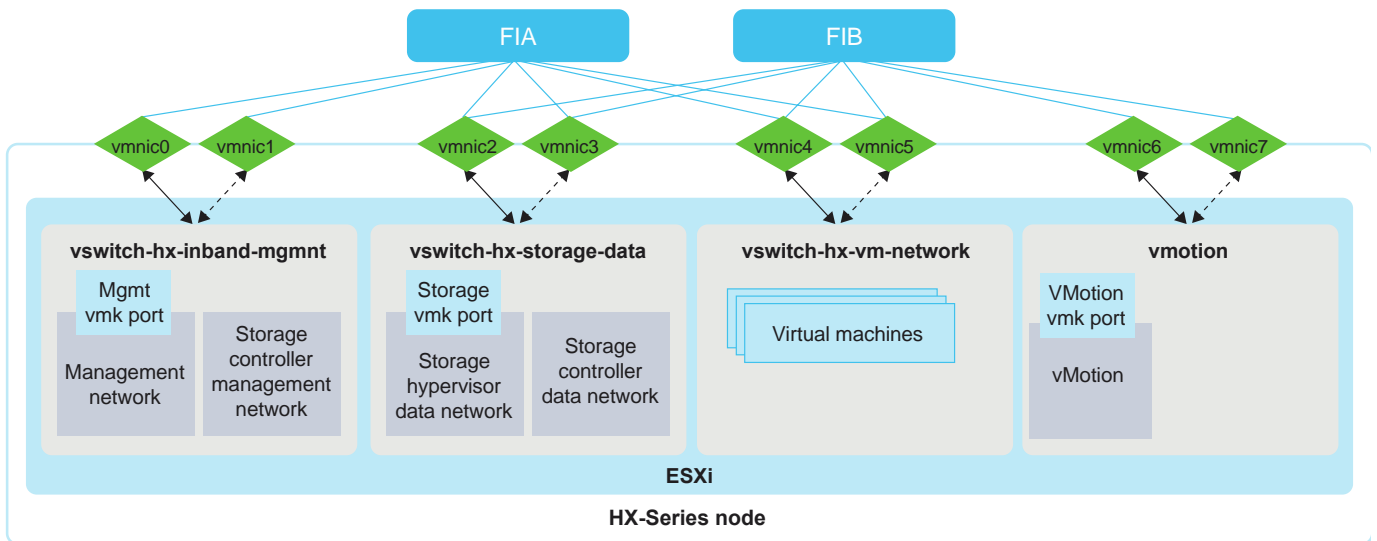 FIA
FIB
vmnic0
vmnic1
vmnic2
vmnic3
vmnic4
vmnic5
vmnic6
vmnic7
vswitch-hx-inband-mgmnt
Mgmt
vmk port
Management
network
Storage
controller
management
network
vswitch-hx-storage-data
Storage
vmk port
Storage
hypervisor
data network
Storage
controller
data network
vswitch-hx-vm-network
Virtual machines
vmotion
VMotion
vmk port
vMotion
ESXi
HX-Series node